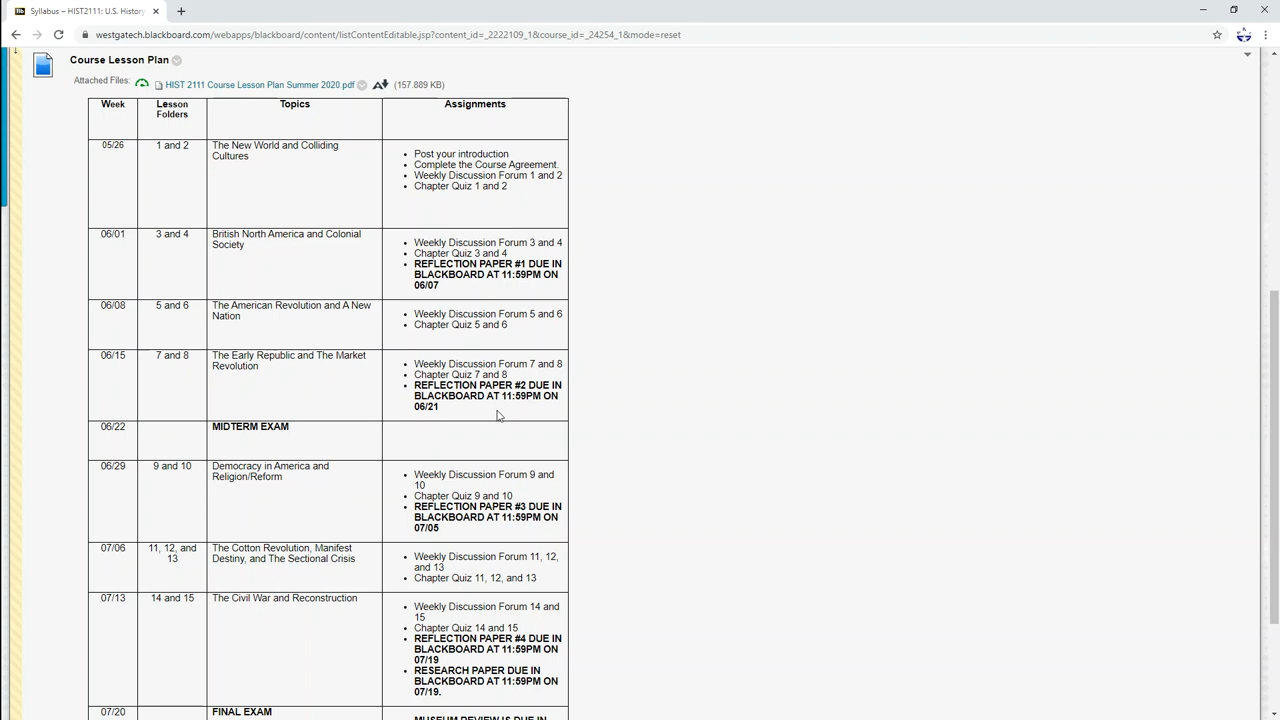 Syllabus – HIST2111: U.S. History
westgatech.blackboard.com/webapps/blackboard/content/listContentEditable.jsp?content_id=_2222109_1&course_id=_24254_1&mode=reset
Course Lesson Plan
Attached Files: HIST 2111 Course Lesson Plan Summer 2020.pdf (157.889 KB)
Week
Lesson
Folders
Topics
Assignments
05/26
1 and 2
The New World and Colliding
Cultures
Post your introduction
Complete the Course Agreement.
Weekly Discussion Forum 1 and 2
Chapter Quiz 1 and 2
06/01
3 and 4
British North America and Colonial
Society
Weekly Discussion Forum 3 and 4
Chapter Quiz 3 and 4
REFLECTION PAPER #1 DUE IN
BLACKBOARD AT 11:59PM ON
06/07
06/08
5 and 6
The American Revolution and A New
Nation
Weekly Discussion Forum 5 and 6
Chapter Quiz 5 and 6
06/15
7 and 8
The Early Republic and The Market
Revolution
Weekly Discussion Forum 7 and 8
Chapter Quiz 7 and 8
REFLECTION PAPER #2 DUE IN
BLACKBOARD AT 11:59PM ON
06/21
06/22
MIDTERM EXAM
06/29
9 and 10
Democracy in America and
Religion/Reform
Weekly Discussion Forum 9 and
10
Chapter Quiz 9 and 10
REFLECTION PAPER #3 DUE IN
BLACKBOARD AT 11:59PM ON
07/05
07/06
11, 12, and
13
The Cotton Revolution, Manifest
Destiny, and The Sectional Crisis
Weekly Discussion Forum 11, 12,
and 13
Chapter Quiz 11, 12, and 13
07/13
14 and 15
The Civil War and Reconstruction
Weekly Discussion Forum 14 and
15
Chapter Quiz 14 and 15
REFLECTION PAPER #4 DUE IN
BLACKBOARD AT 11:59PM ON
07/19
RESEARCH PAPER DUE IN
BLACKBOARD AT 11:59PM ON
07/19.
07/20
FINAL EXAM
MUSEUM REVIEW IS DUE IN